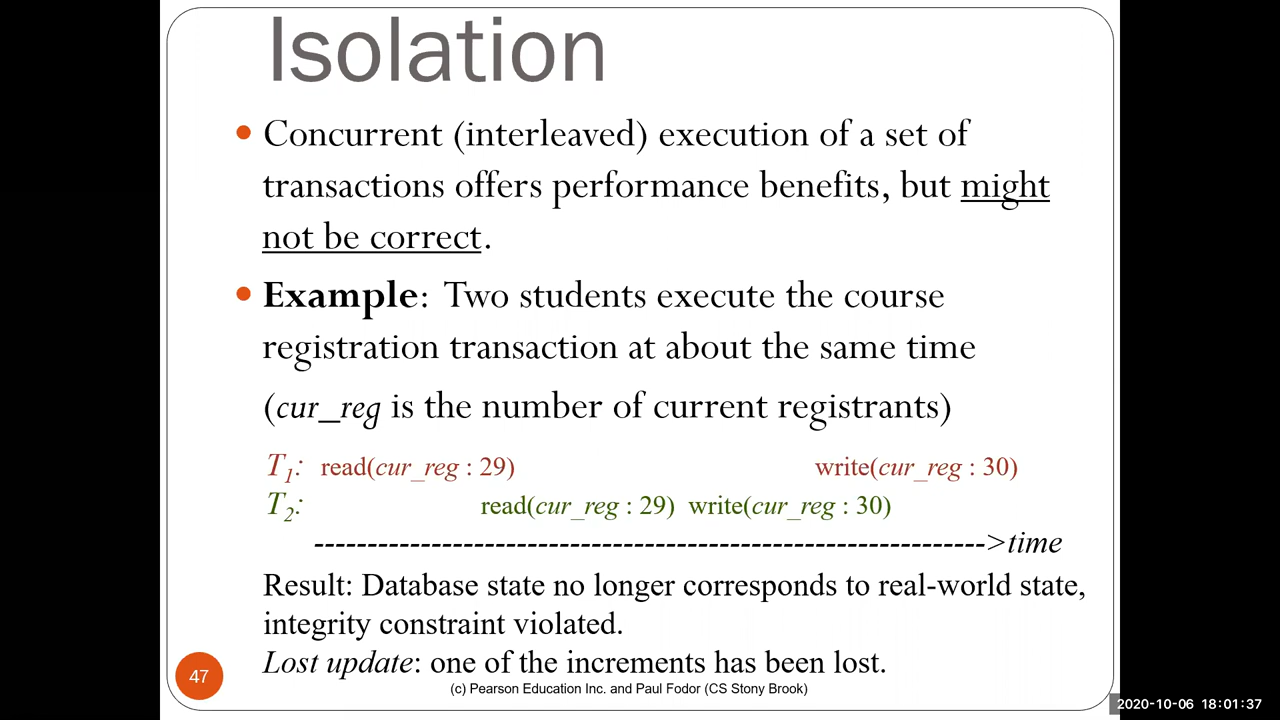 Isolation
Concurrent (interleaved) execution of a set of
transactions offers performance benefits, but might
not be correct.
Example: Two students execute the course
registration transaction at about the same time
(cur_reg is the number of current registrants)
T1: read(cur_reg : 29) write(cur_reg : 30)
T2: read(cur_reg : 29) write(cur_reg : 30)
---------------------------------------------------------------->time
Result: Database state no longer corresponds to real-world state,
integrity constraint violated.
Lost update: one of the increments has been lost.
47
(c) Pearson Education Inc. and Paul Fodor (CS Stony Brook)
2020-10-06 18:01:37